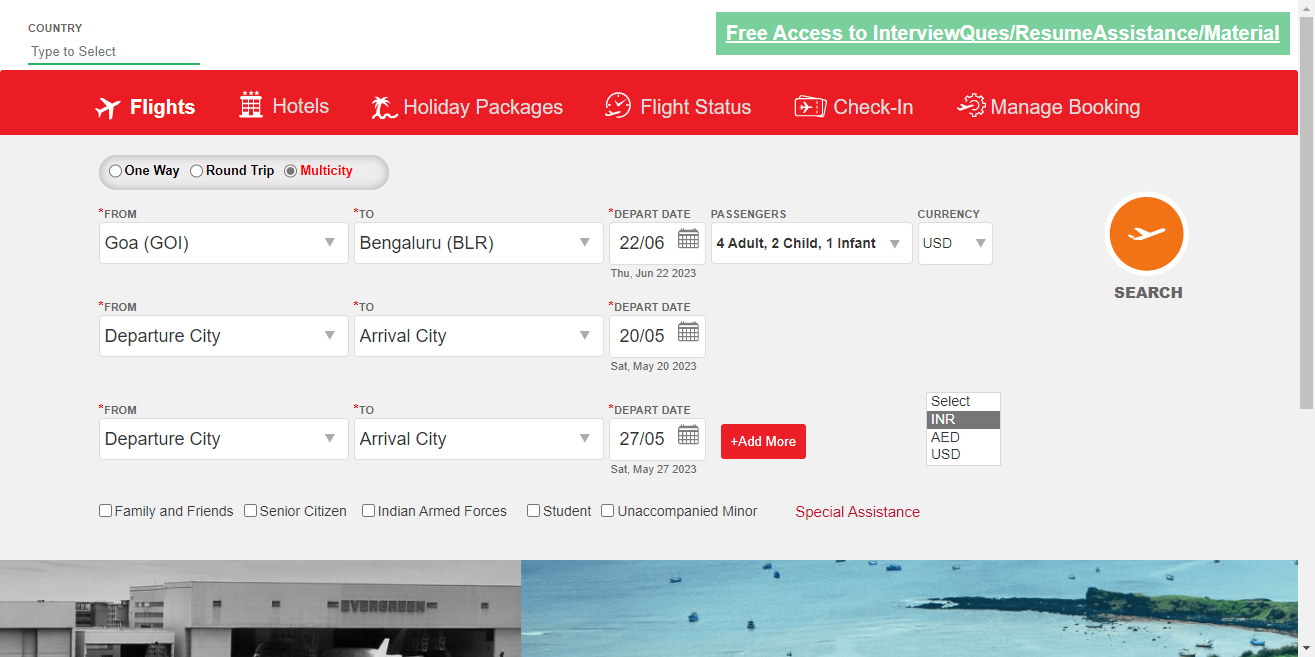 COUNTRY
Type to Select
Free Access to InterviewQues/ResumeAssistance/Material
Flights Hotels Holiday Packages Flight Status Check-In Manage Booking
One Way Round Trip Multicity
*FROM *TO *DEPART DATE PASSENGERS CURRENCY
Goa (GOI) Bengaluru (BLR) 22/06 4 Adult, 2 Child, 1 Infant USD
Thu, Jun 22 2023
SEARCH
*FROM *TO *DEPART DATE
Departure City Arrival City 20/05
Sat, May 20 2023
*FROM *TO *DEPART DATE
Departure City Arrival City 27/05 +Add More
Sat, May 27 2023
Select
INR
AED
USD
Family and Friends Senior Citizen Indian Armed Forces Student Unaccompanied Minor Special Assistance
EVERGREEN